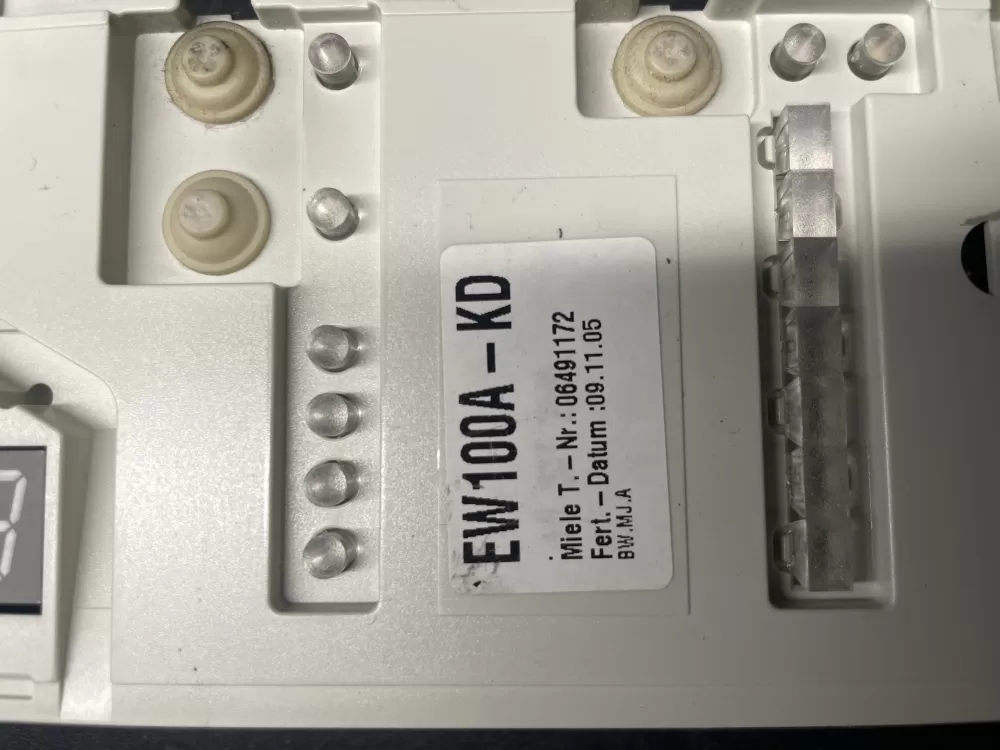 EW100A-KD
Miele T.-Nr.: 06491172
Fert.-Datum :09.11.05
BW.MJ.A